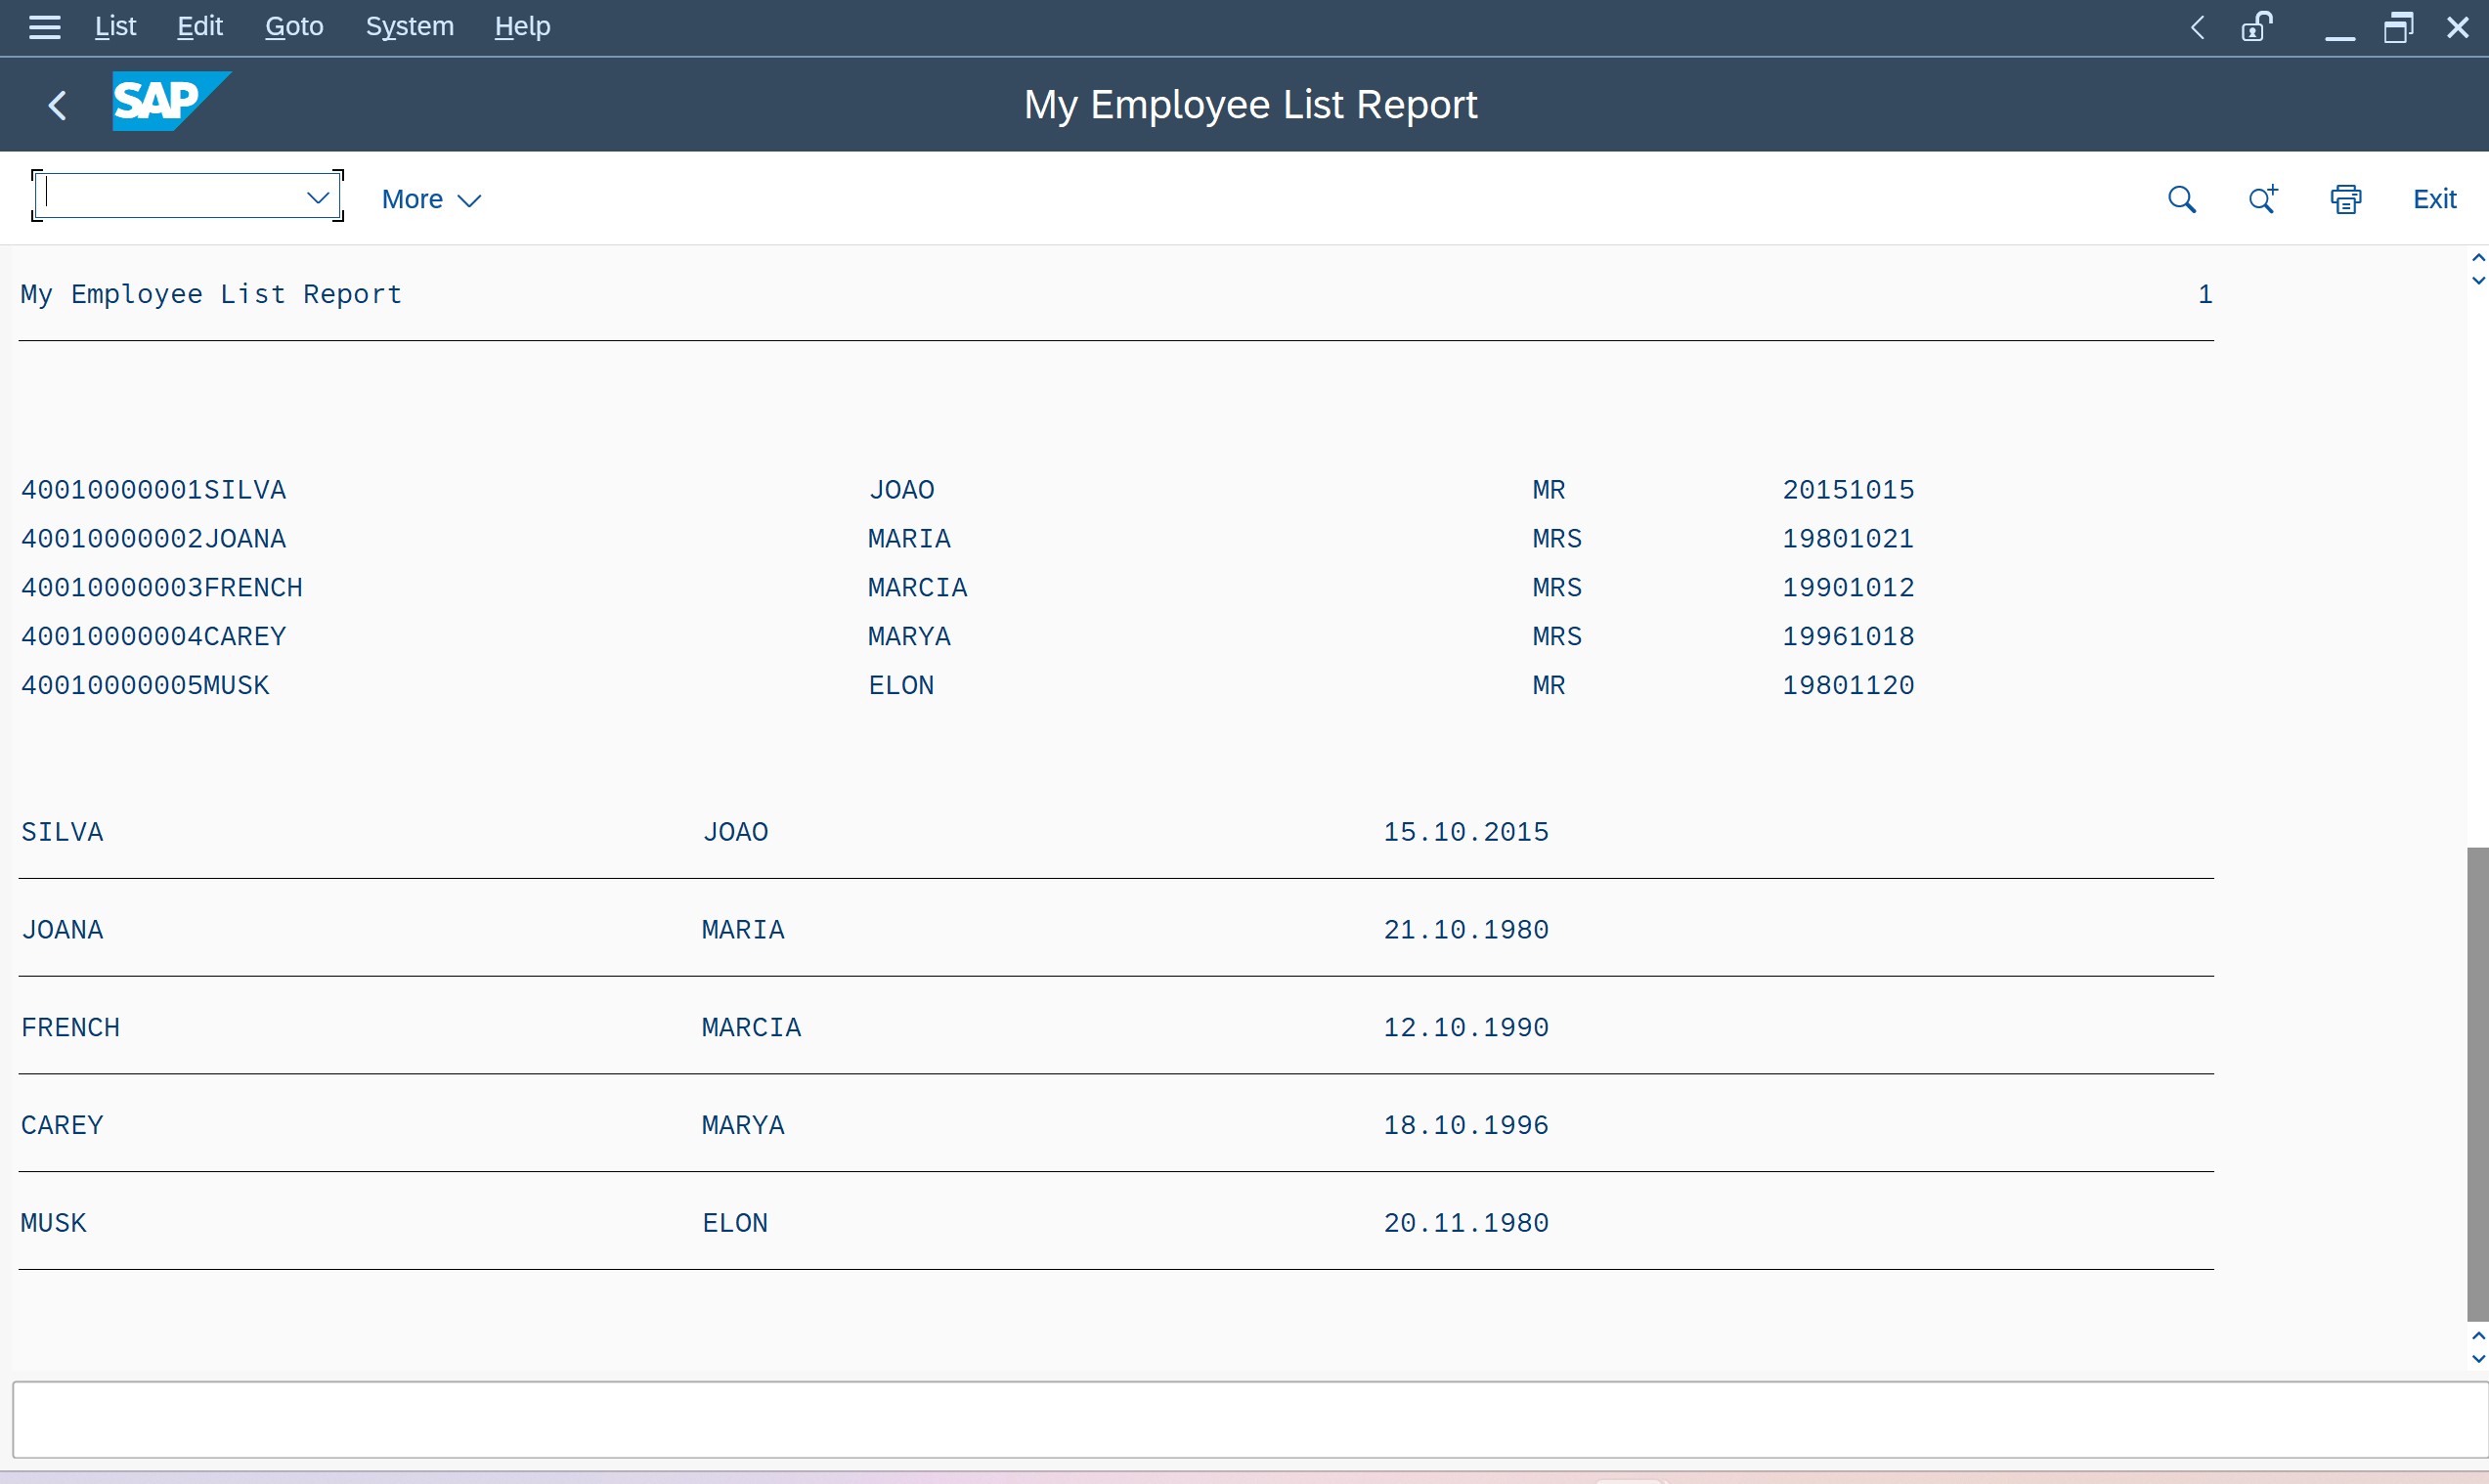 List Edit Goto System Help
SAP My Employee List Report
More Exit
My Employee List Report 1
40010000001SILVA JOAO MR 20151015
40010000002JOANA MARIA MRS 19801021
40010000003FRENCH MARCIA MRS 19901012
40010000004CAREY MARYA MRS 19961018
40010000005MUSK ELON MR 19801120
SILVA JOAO 15.10.2015
JOANA MARIA 21.10.1980
FRENCH MARCIA 12.10.1990
CAREY MARYA 18.10.1996
MUSK ELON 20.11.1980